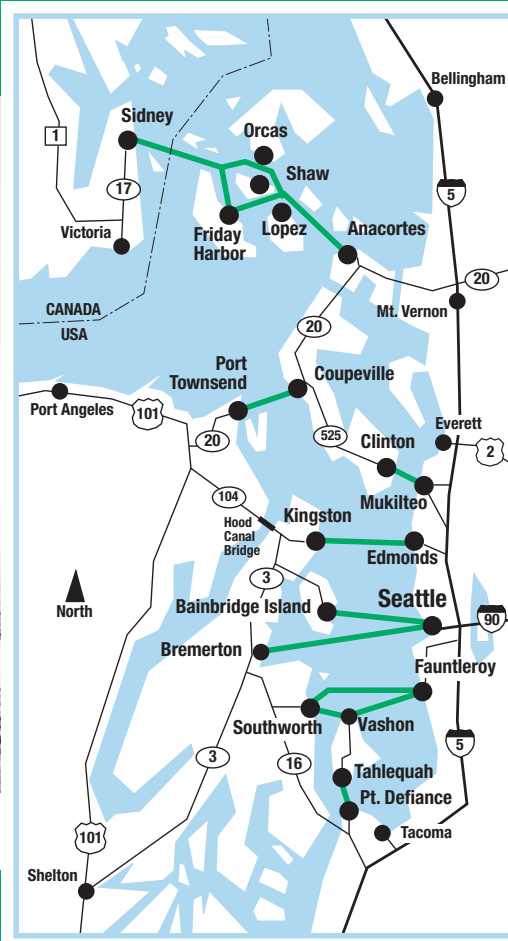 Bellingham
Sidney
1
Orcas
Shaw
17
5
Victoria
Friday
Harbor
Lopez
Anacortes
20
CANADA
USA
Mt. Vernon
20
Port
Townsend
Coupeville
Port Angeles
101
20
525
Everett
2
Clinton
Mukilteo
104
Hood
Canal
Bridge
Kingston
Edmonds
3
North
Bainbridge Island
Seattle
90
Bremerton
Fauntleroy
Southworth
Vashon
5
3
16
Tahlequah
Pt. Defiance
101
Tacoma
Shelton